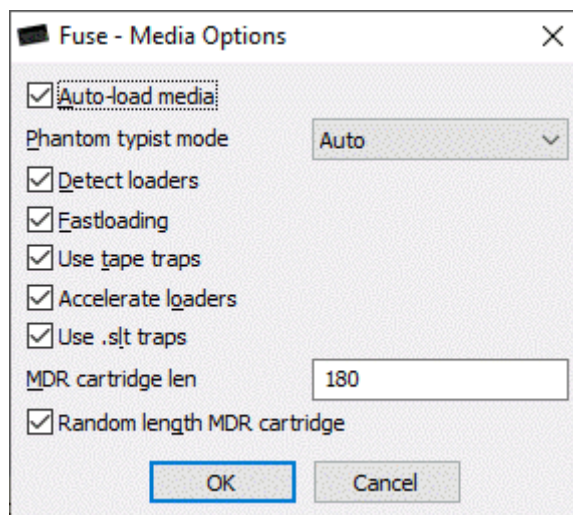 Fuse - Media Options
Auto-load media
Phantom typist mode Auto
Detect loaders
Fastloading
Use tape traps
Accelerate loaders
Use .slt traps
MDR cartridge len 180
Random length MDR cartridge
OK Cancel